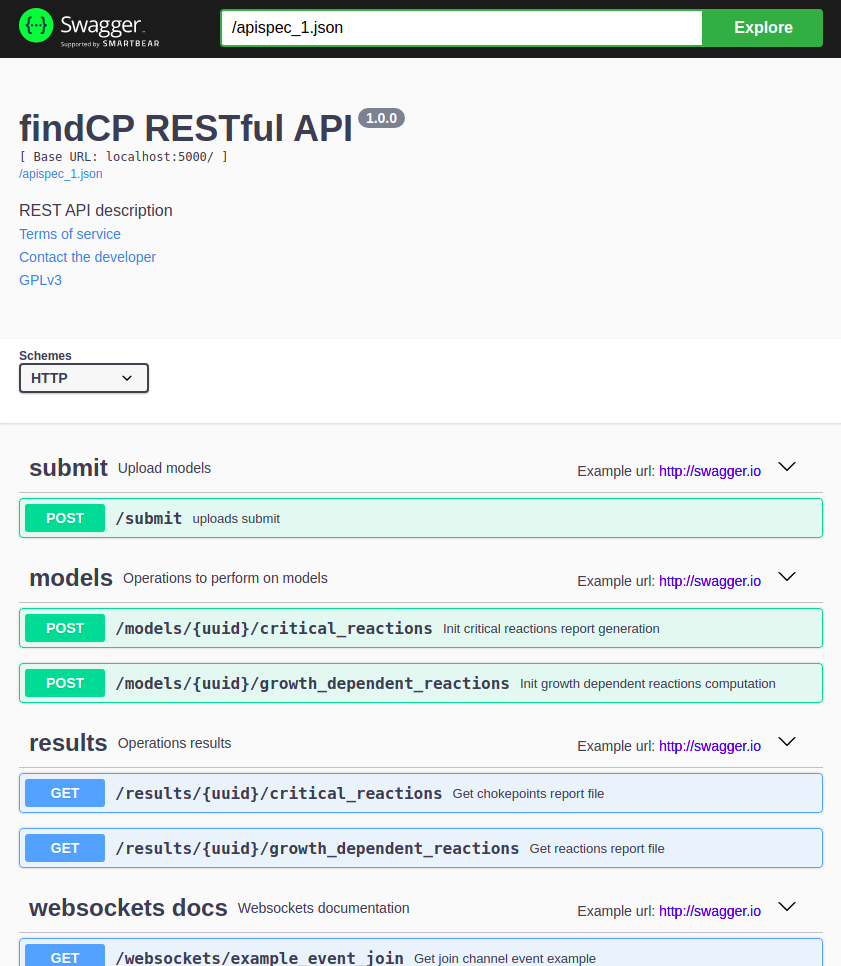 Swagger
Supported by SMARTBEAR
/apispec_1.json
Explore
findCP RESTful API 1.0.0
[ Base URL: localhost:5000/ ]
/apispec_1.json
REST API description
Terms of service
Contact the developer
GPLv3
Schemes
HTTP
submit Upload models Example url: http://swagger.io
POST /submit uploads submit
models Operations to perform on models Example url: http://swagger.io
POST /models/{uuid}/critical_reactions Init critical reactions report generation
POST /models/{uuid}/growth_dependent_reactions Init growth dependent reactions computation
results Operations results Example url: http://swagger.io
GET /results/{uuid}/critical_reactions Get chokepoints report file
GET /results/{uuid}/growth_dependent_reactions Get reactions report file
websockets docs Websockets documentation Example url: http://swagger.io
GET /websockets/example_event_join Get join channel event example